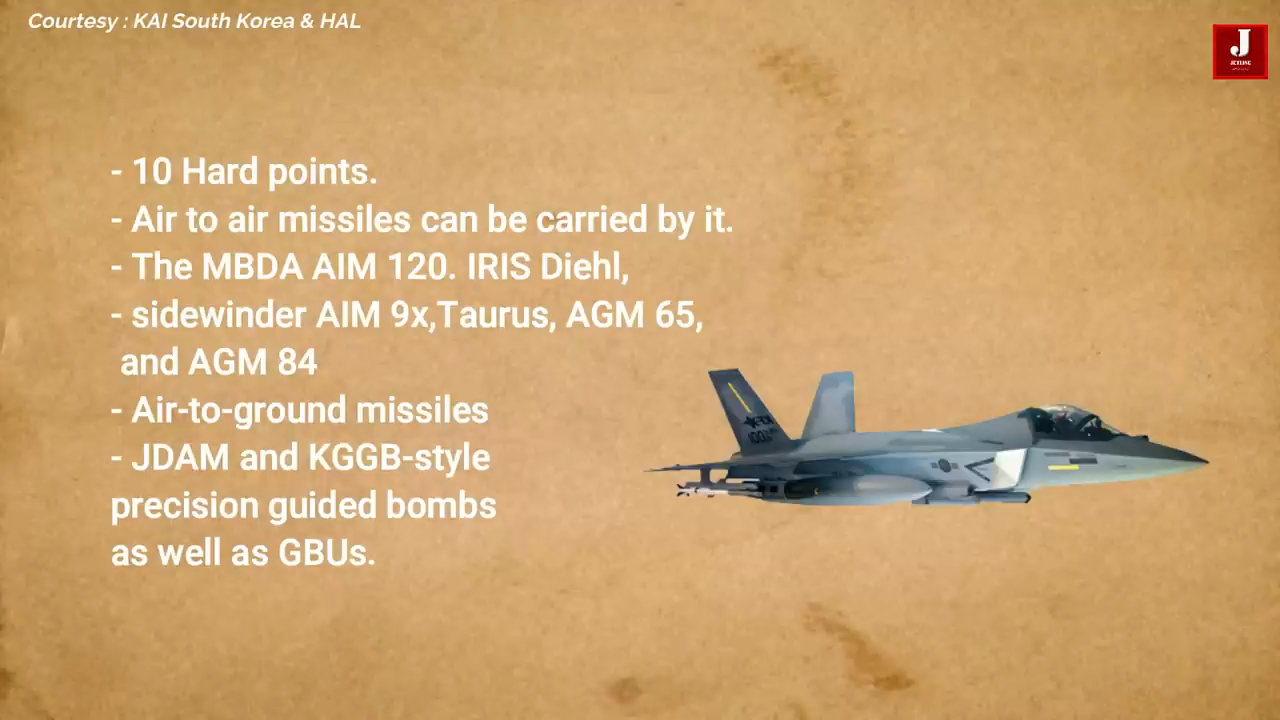 Courtesy : KAI South Korea & HAL
J
JETLINE
- 10 Hard points.
- Air to air missiles can be carried by it.
- The MBDA AIM 120. IRIS Diehl,
- sidewinder AIM 9x,Taurus, AGM 65,
and AGM 84
- Air-to-ground missiles
- JDAM and KGGB-style
precision guided bombs
as well as GBUs.